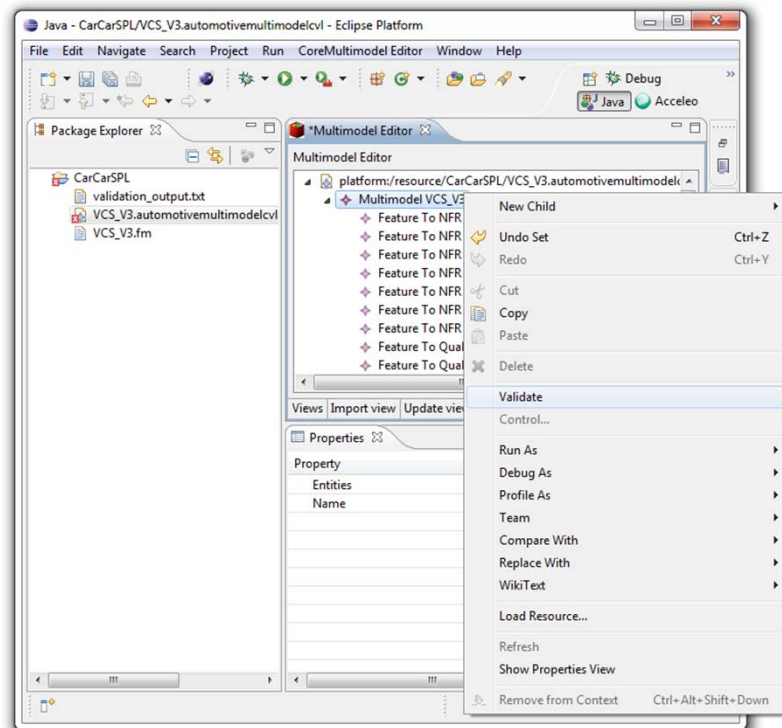 Java - CarCarSPL/VCS_V3.automotivemultimodelcvl - Eclipse Platform
File Edit Navigate Search Project Run CoreMultimodel Editor Window Help
Debug
Java Acceleo
Package Explorer
CarCarSPL
validation_output.txt
VCS_V3.automotivemultimodelcvl
VCS_V3.fm
*Multimodel Editor
Multimodel Editor
platform:/resource/CarCarSPL/VCS_V3.automotivemultimodelc
Multimodel VCS_V3
Feature To NFR
Feature To NFR
Feature To NFR
Feature To NFR
Feature To NFR
Feature To NFR
Feature To NFR
Feature To Qual
Feature To Qual
Views Import view Update view
Properties
Property
Entities
Name
New Child
Undo Set Ctrl+Z
Redo Ctrl+Y
Cut
Copy
Paste
Delete
Validate
Control...
Run As
Debug As
Profile As
Team
Compare With
Replace With
WikiText
Load Resource...
Refresh
Show Properties View
Remove from Context Ctrl+Alt+Shift+Down